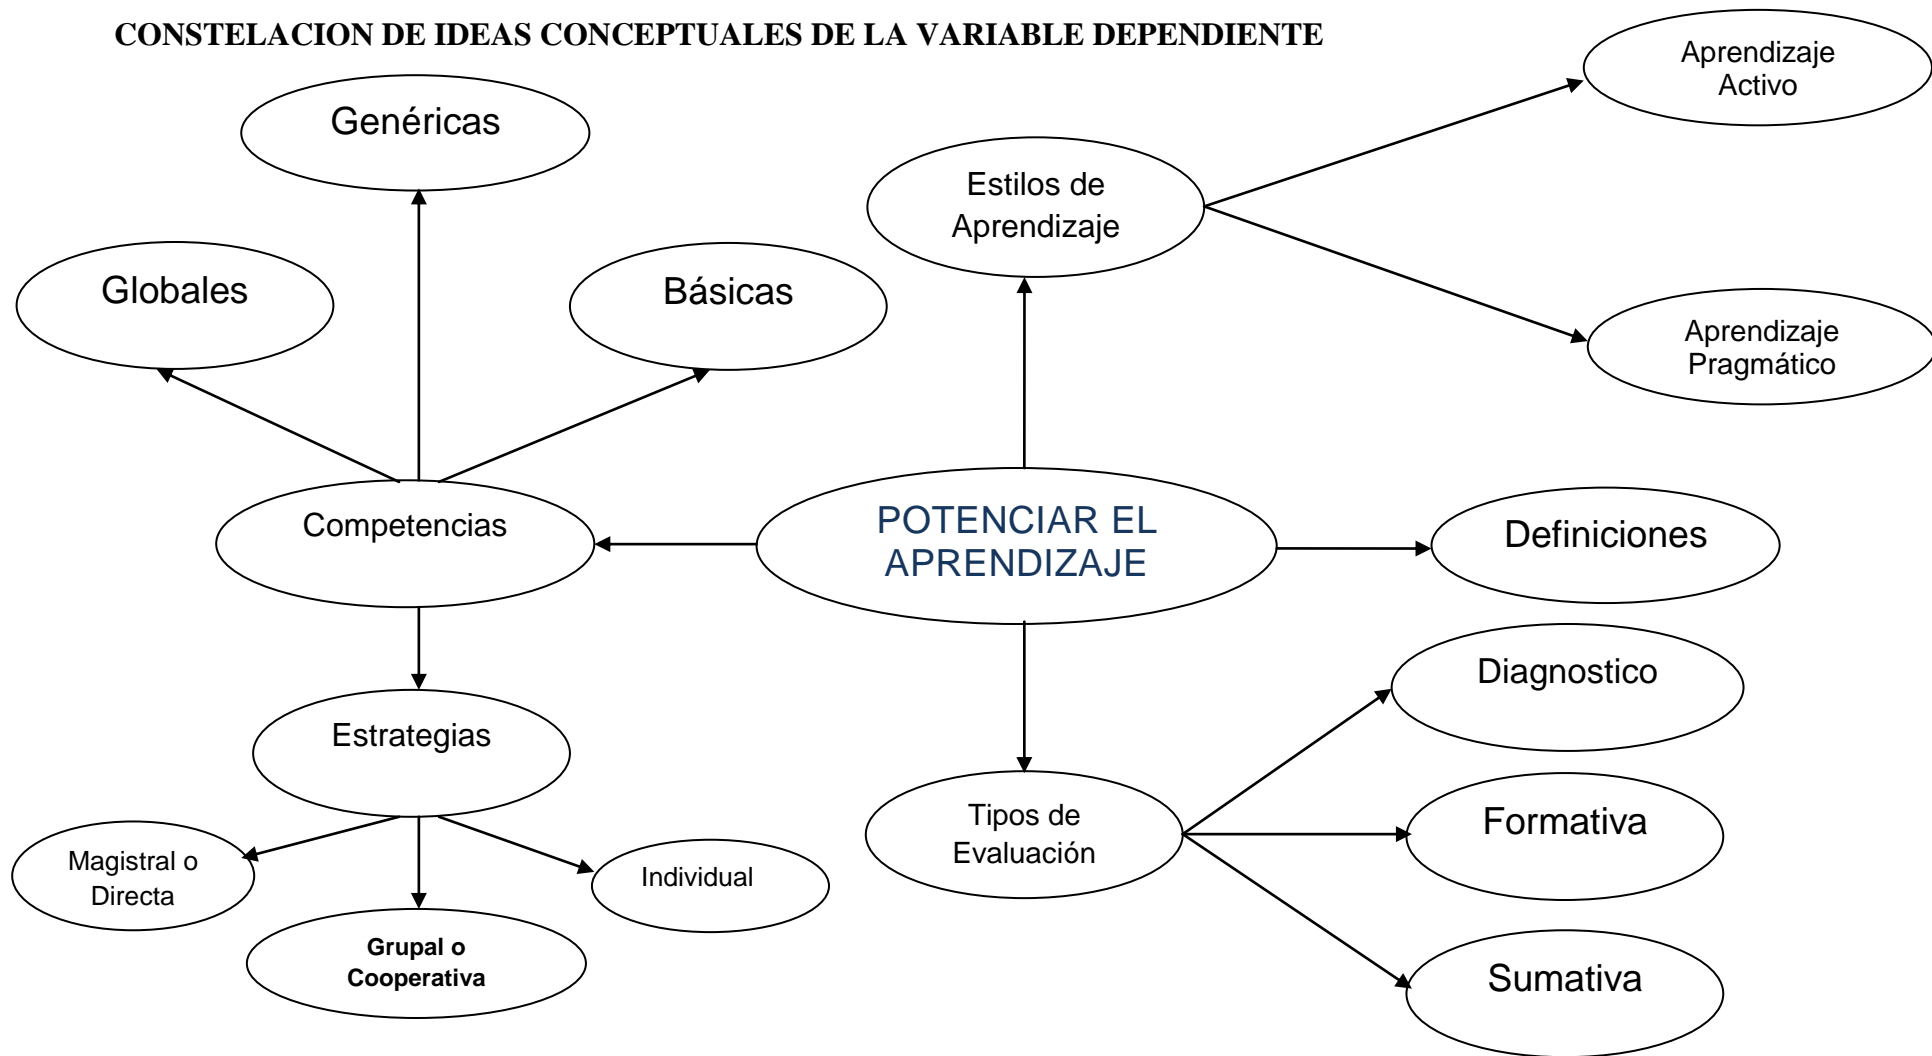 CONSTELACION DE IDEAS CONCEPTUALES DE LA VARIABLE DEPENDIENTE
Aprendizaje
Activo
Genéricas
Estilos de
Aprendizaje
Globales
Básicas
Aprendizaje
Pragmático
Competencias
POTENCIAR EL
APRENDIZAJE
Definiciones
Diagnostico
Estrategias
Tipos de
Evaluación
Formativa
Magistral o
Directa
Individual
Grupal o
Cooperativa
Sumativa